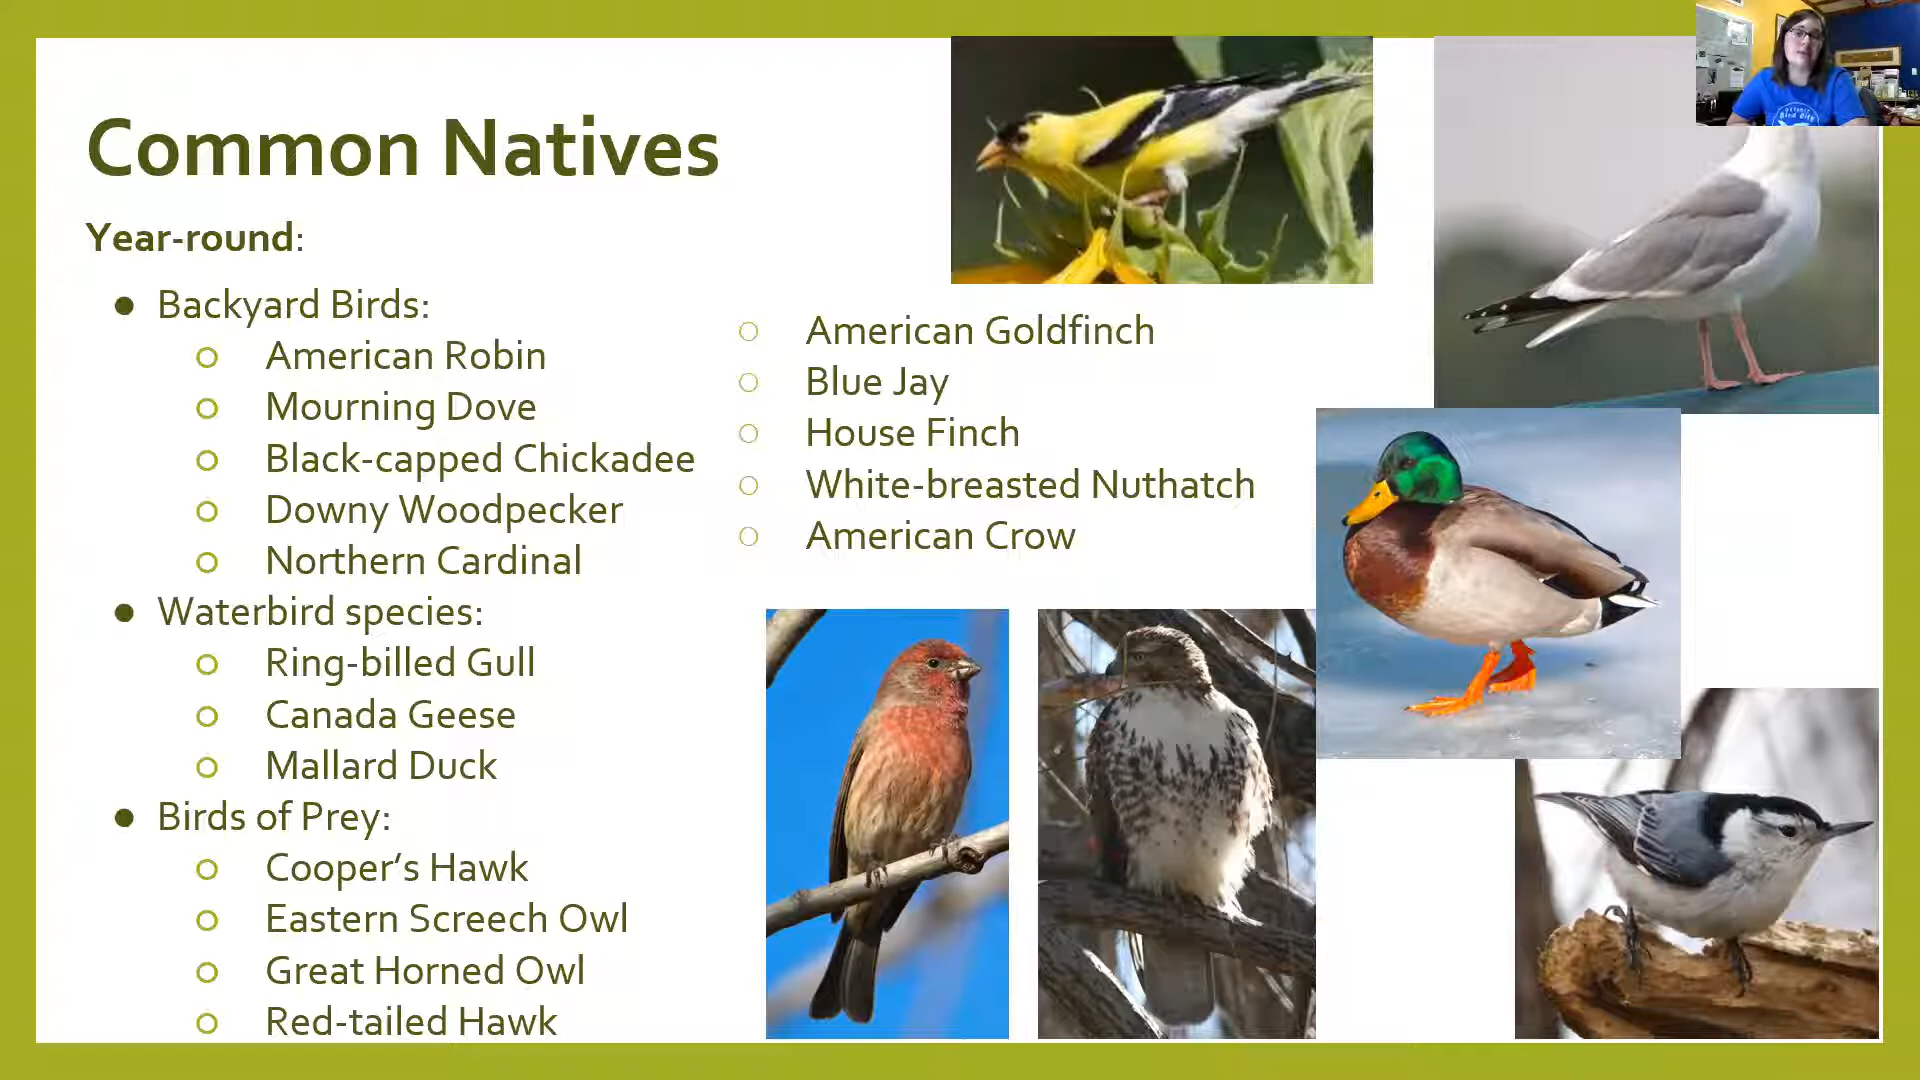 Common Natives
Year-round:
● Backyard Birds:
○ American Robin
○ Mourning Dove
○ Black-capped Chickadee
○ Downy Woodpecker
○ Northern Cardinal
○ American Goldfinch
○ Blue Jay
○ House Finch
○ White-breasted Nuthatch
○ American Crow
● Waterbird species:
○ Ring-billed Gull
○ Canada Geese
○ Mallard Duck
● Birds of Prey:
○ Cooper’s Hawk
○ Eastern Screech Owl
○ Great Horned Owl
○ Red-tailed Hawk
Bird City